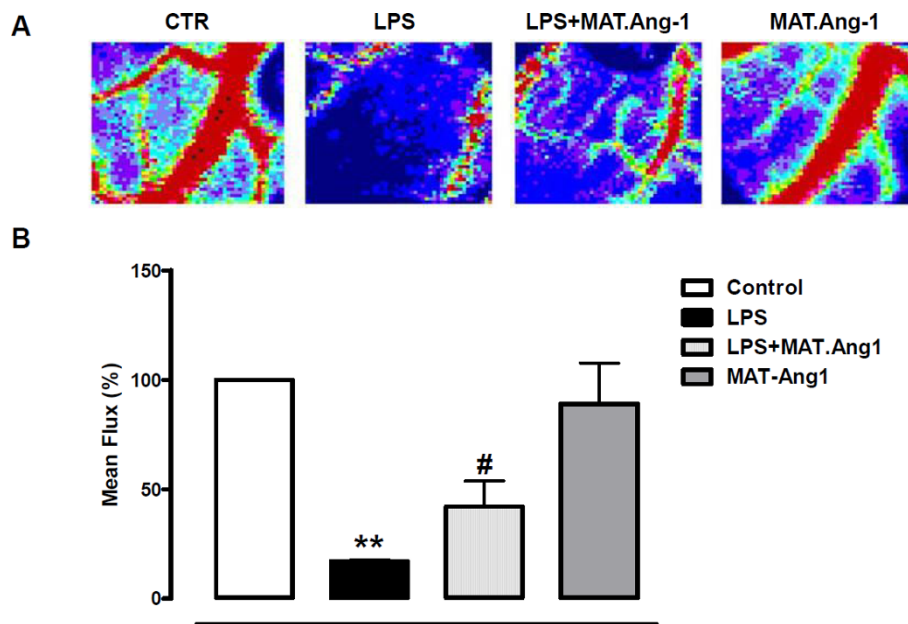 A
CTR LPS LPS+MAT.Ang-1 MAT.Ang-1
B
Mean Flux (%)
150
100
50
0
**
#
Control
LPS
LPS+MAT.Ang1
MAT-Ang1